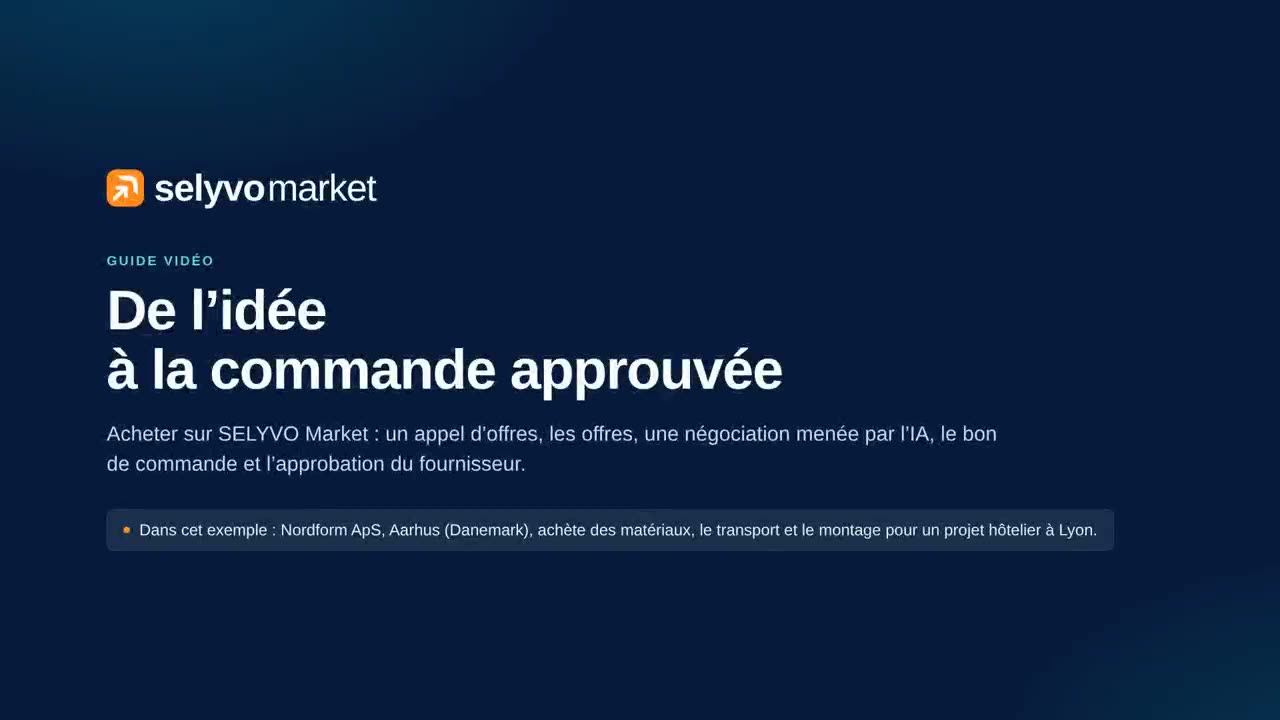 selyvo market
GUIDE VIDÉO
De l’idée
à la commande approuvée
Acheter sur SELYVO Market : un appel d’offres, les offres, une négociation menée par l’IA, le bon
de commande et l’approbation du fournisseur.
Dans cet exemple : Nordform ApS, Aarhus (Danemark), achète des matériaux, le transport et le montage pour un projet hôtelier à Lyon.